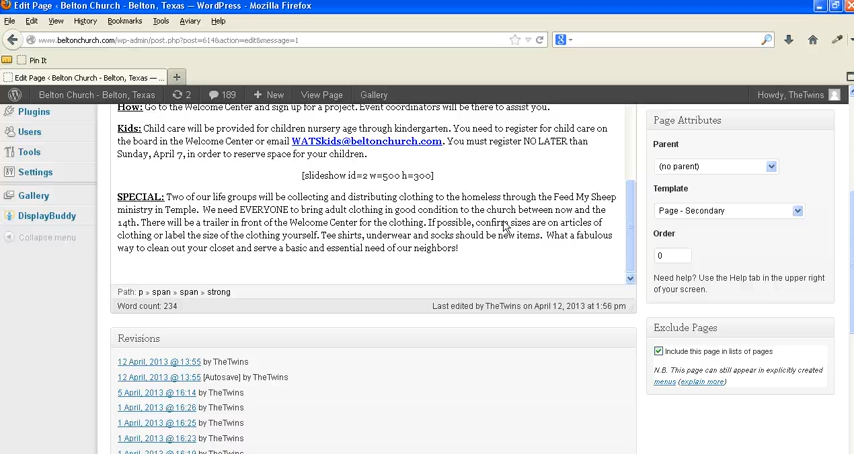 Edit Page ‹ Belton Church - Belton, Texas — WordPress - Mozilla Firefox
File Edit View History Bookmarks Tools Aviary Help
www.beltonchurch.com/wp-admin/post.php?post=614&action=edit&message=1
Pin It
Edit Page ‹ Belton Church - Belton, Texas — ...
Belton Church - Belton, Texas 2 189 + New View Page Gallery Howdy, TheTwins
Plugins
Users
Tools
Settings
Gallery
DisplayBuddy
Collapse menu
How: Go to the Welcome Center and sign up for a project. Event coordinators will be there to assist you.
Kids: Child care will be provided for children nursery age through kindergarten. You need to register for child care on
the board in the Welcome Center or email WATSkids@beltonchurch.com. You must register NO LATER than
Sunday, April 7, in order to reserve space for your children.
[slideshow id=2 w=500 h=300]
SPECIAL: Two of our life groups will be collecting and distributing clothing to the homeless through the Feed My Sheep
ministry in Temple. We need EVERYONE to bring adult clothing in good condition to the church between now and the
14th. There will be a trailer in front of the Welcome Center for the clothing. If possible, confirm sizes are on articles of
clothing or label the size of the clothing yourself. Tee shirts, underwear and socks should be new items. What a fabulous
way to clean out your closet and serve a basic and essential need of our neighbors!
Path: p » span » span » strong
Word count: 234 Last edited by TheTwins on April 12, 2013 at 1:56 pm
Revisions
12 April, 2013 @ 13:55 by TheTwins
12 April, 2013 @ 13:55 [Autosave] by TheTwins
5 April, 2013 @ 16:14 by TheTwins
1 April, 2013 @ 16:26 by TheTwins
1 April, 2013 @ 16:25 by TheTwins
1 April, 2013 @ 16:23 by TheTwins
1 April, 2013 @ 16:19 by TheTwins
Page Attributes
Parent
(no parent)
Template
Page - Secondary
Order
0
Need help? Use the Help tab in the upper right
of your screen.
Exclude Pages
Include this page in lists of pages
N.B. This page can still appear in explicitly created
menus (explain more)